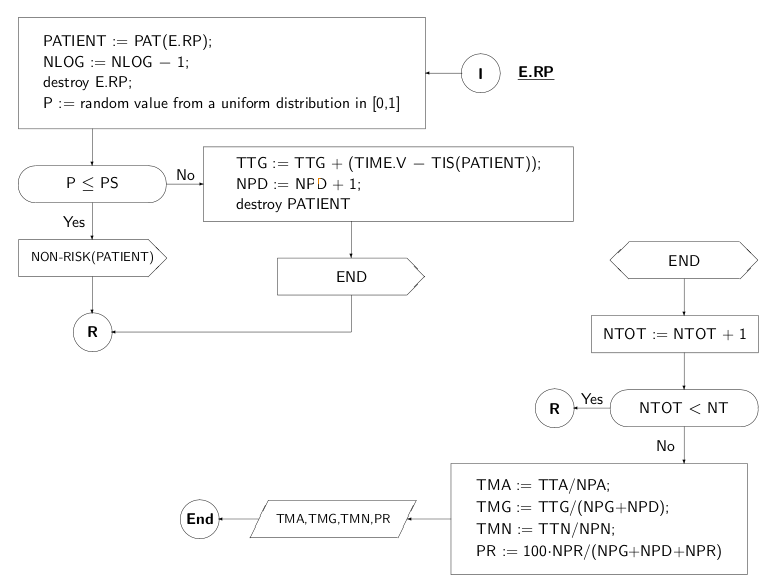 PATIENT := PAT(E.RP);
NLOG := NLOG − 1;
destroy E.RP;
P := random value from a uniform distribution in [0,1]
I
E.RP
P ≤ PS
No
TTG := TTG + (TIME.V − TIS(PATIENT));
NPD := NPD + 1;
destroy PATIENT
Yes
NON-RISK(PATIENT)
END
R
END
NTOT := NTOT + 1
NTOT < NT
Yes
R
No
TMA := TTA/NPA;
TMG := TTG/(NPG+NPD);
TMN := TTN/NPN;
PR := 100·NPR/(NPG+NPD+NPR)
TMA,TMG,TMN,PR
End